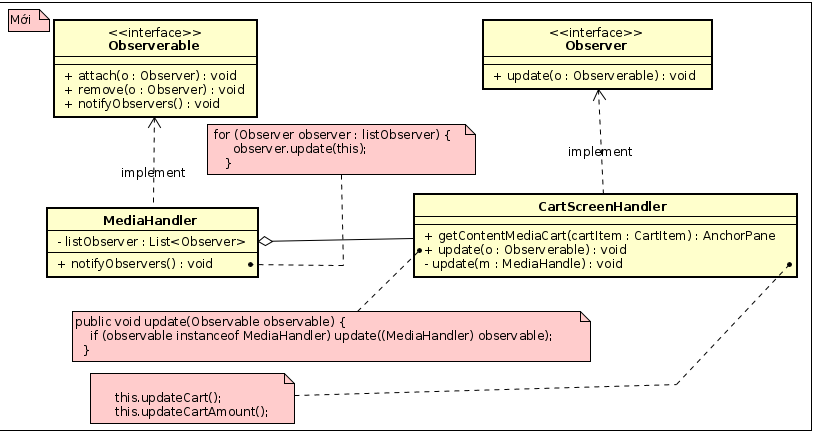 Mới
<<interface>>
Observerable
+ attach(o : Observer) : void
+ remove(o : Observer) : void
+ notifyObservers() : void
<<interface>>
Observer
+ update(o : Observerable) : void
for (Observer observer : listObserver) {
observer.update(this);
}
implement
implement
MediaHandler
- listObserver : List<Observer>
+ notifyObservers() : void
CartScreenHandler
+ getContentMediaCart(cartItem : CartItem) : AnchorPane
+ update(o : Observerable) : void
- update(m : MediaHandle) : void
public void update(Observable observable) {
if (observable instanceof MediaHandler) update((MediaHandler) observable);
}
this.updateCart();
this.updateCartAmount();